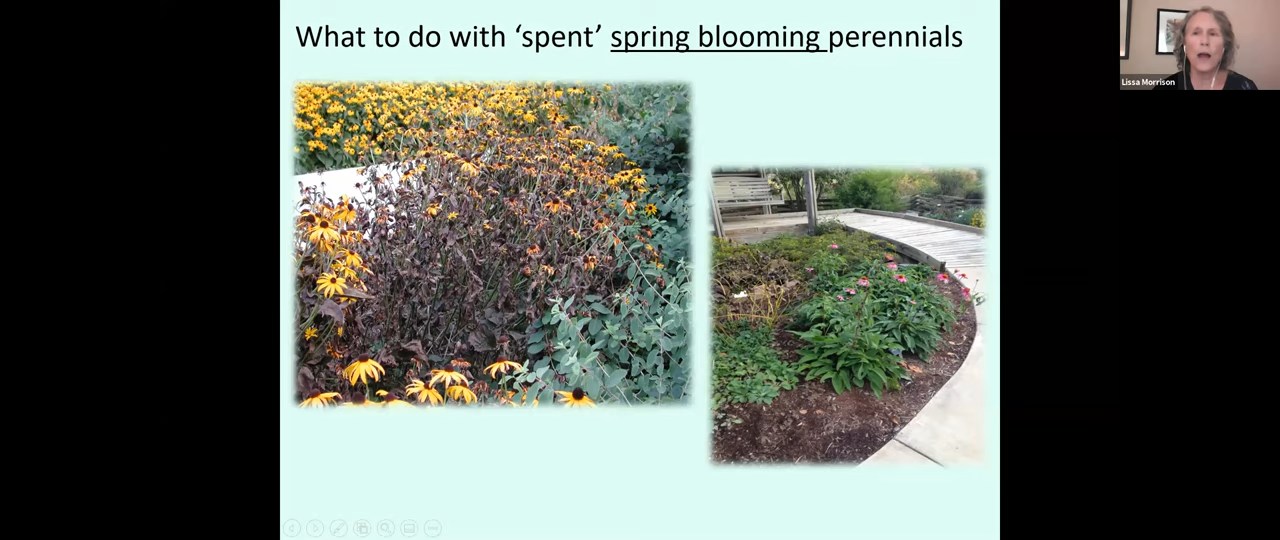 What to do with ‘spent’ spring blooming perennials
Lissa Morrison